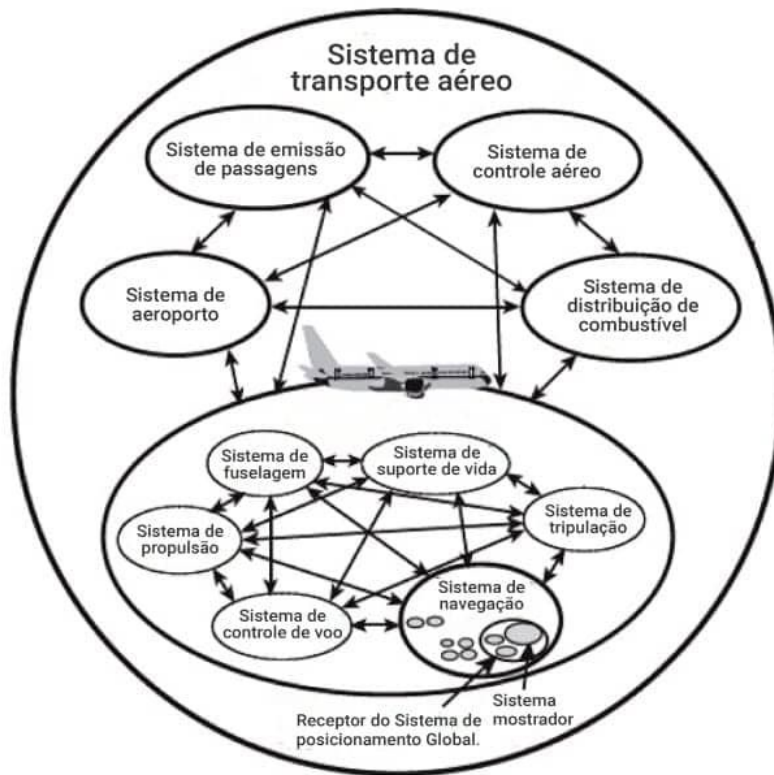 Sistema de
transporte aéreo
Sistema de emissão
de passagens
Sistema de
controle aéreo
Sistema de
aeroporto
Sistema de
distribuição de
combustível
Sistema de
fuselagem
Sistema de
suporte de vida
Sistema de
propulsão
Sistema de
tripulação
Sistema de
controle de voo
Sistema de
navegação
Receptor do Sistema de
posicionamento Global.
Sistema
mostrador